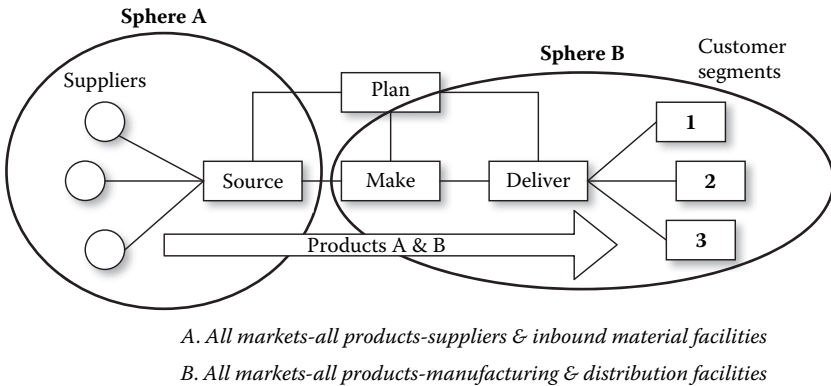 Sphere A
Sphere B
Customer
segments
Suppliers
Plan
1
Source
Make
Deliver
2
3
Products A & B
A. All markets-all products-suppliers & inbound material facilities
B. All markets-all products-manufacturing & distribution facilities